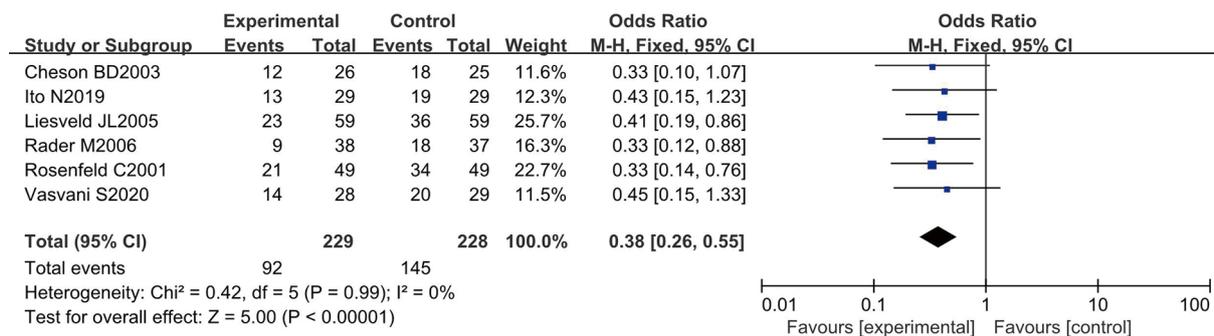 Experimental Control Odds Ratio Odds Ratio
Study or Subgroup Events Total Events Total Weight M-H, Fixed, 95% CI M-H, Fixed, 95% CI
Cheson BD2003 12 26 18 25 11.6% 0.33 [0.10, 1.07]
Ito N2019 13 29 19 29 12.3% 0.43 [0.15, 1.23]
Liesveld JL2005 23 59 36 59 25.7% 0.41 [0.19, 0.86]
Rader M2006 9 38 18 37 16.3% 0.33 [0.12, 0.88]
Rosenfeld C2001 21 49 34 49 22.7% 0.33 [0.14, 0.76]
Vasvani S2020 14 28 20 29 11.5% 0.45 [0.15, 1.33]
Total (95% CI) 229 228 100.0% 0.38 [0.26, 0.55]
Total events 92 145
Heterogeneity: Chi² = 0.42, df = 5 (P = 0.99); I² = 0%
Test for overall effect: Z = 5.00 (P < 0.00001)
0.01 0.1 1 10 100
Favours [experimental] Favours [control]